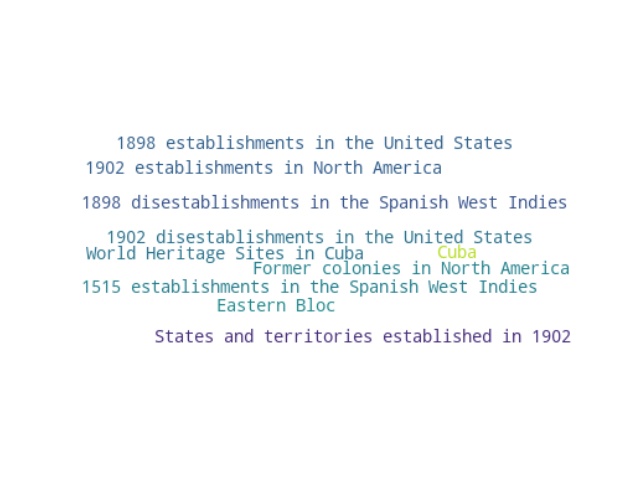 1898 establishments in the United States
1902 establishments in North America
1898 disestablishments in the Spanish West Indies
1902 disestablishments in the United States
World Heritage Sites in Cuba
Cuba
Former colonies in North America
1515 establishments in the Spanish West Indies
Eastern Bloc
States and territories established in 1902